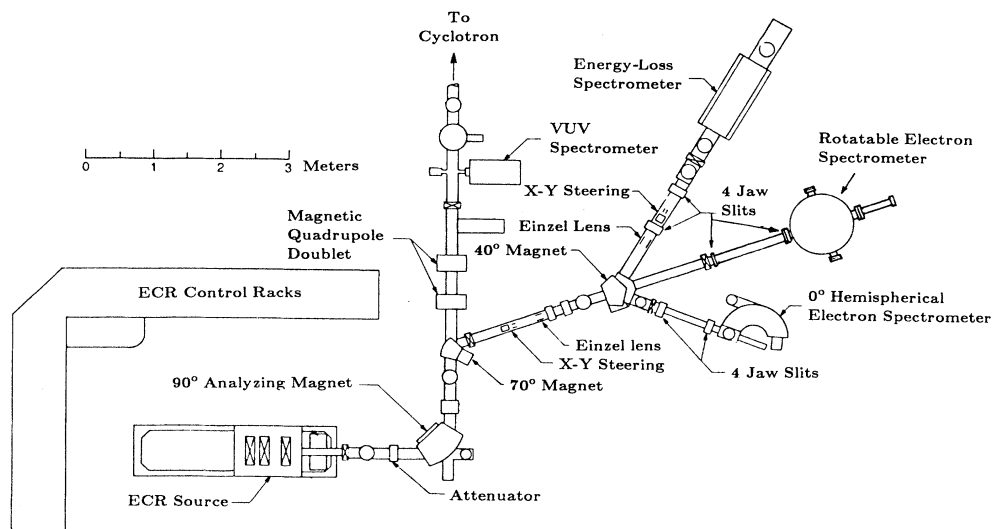 To
Cyclotron
Energy-Loss
Spectrometer
VUV
Spectrometer
Rotatable Electron
Spectrometer
0 1 2 3 Meters
X-Y Steering
4 Jaw
Slits
Magnetic
Quadrupole
Doublet
Einzel Lens
40° Magnet
ECR Control Racks
0° Hemispherical
Electron Spectrometer
Einzel lens
X-Y Steering
4 Jaw Slits
70° Magnet
90° Analyzing Magnet
Attenuator
ECR Source